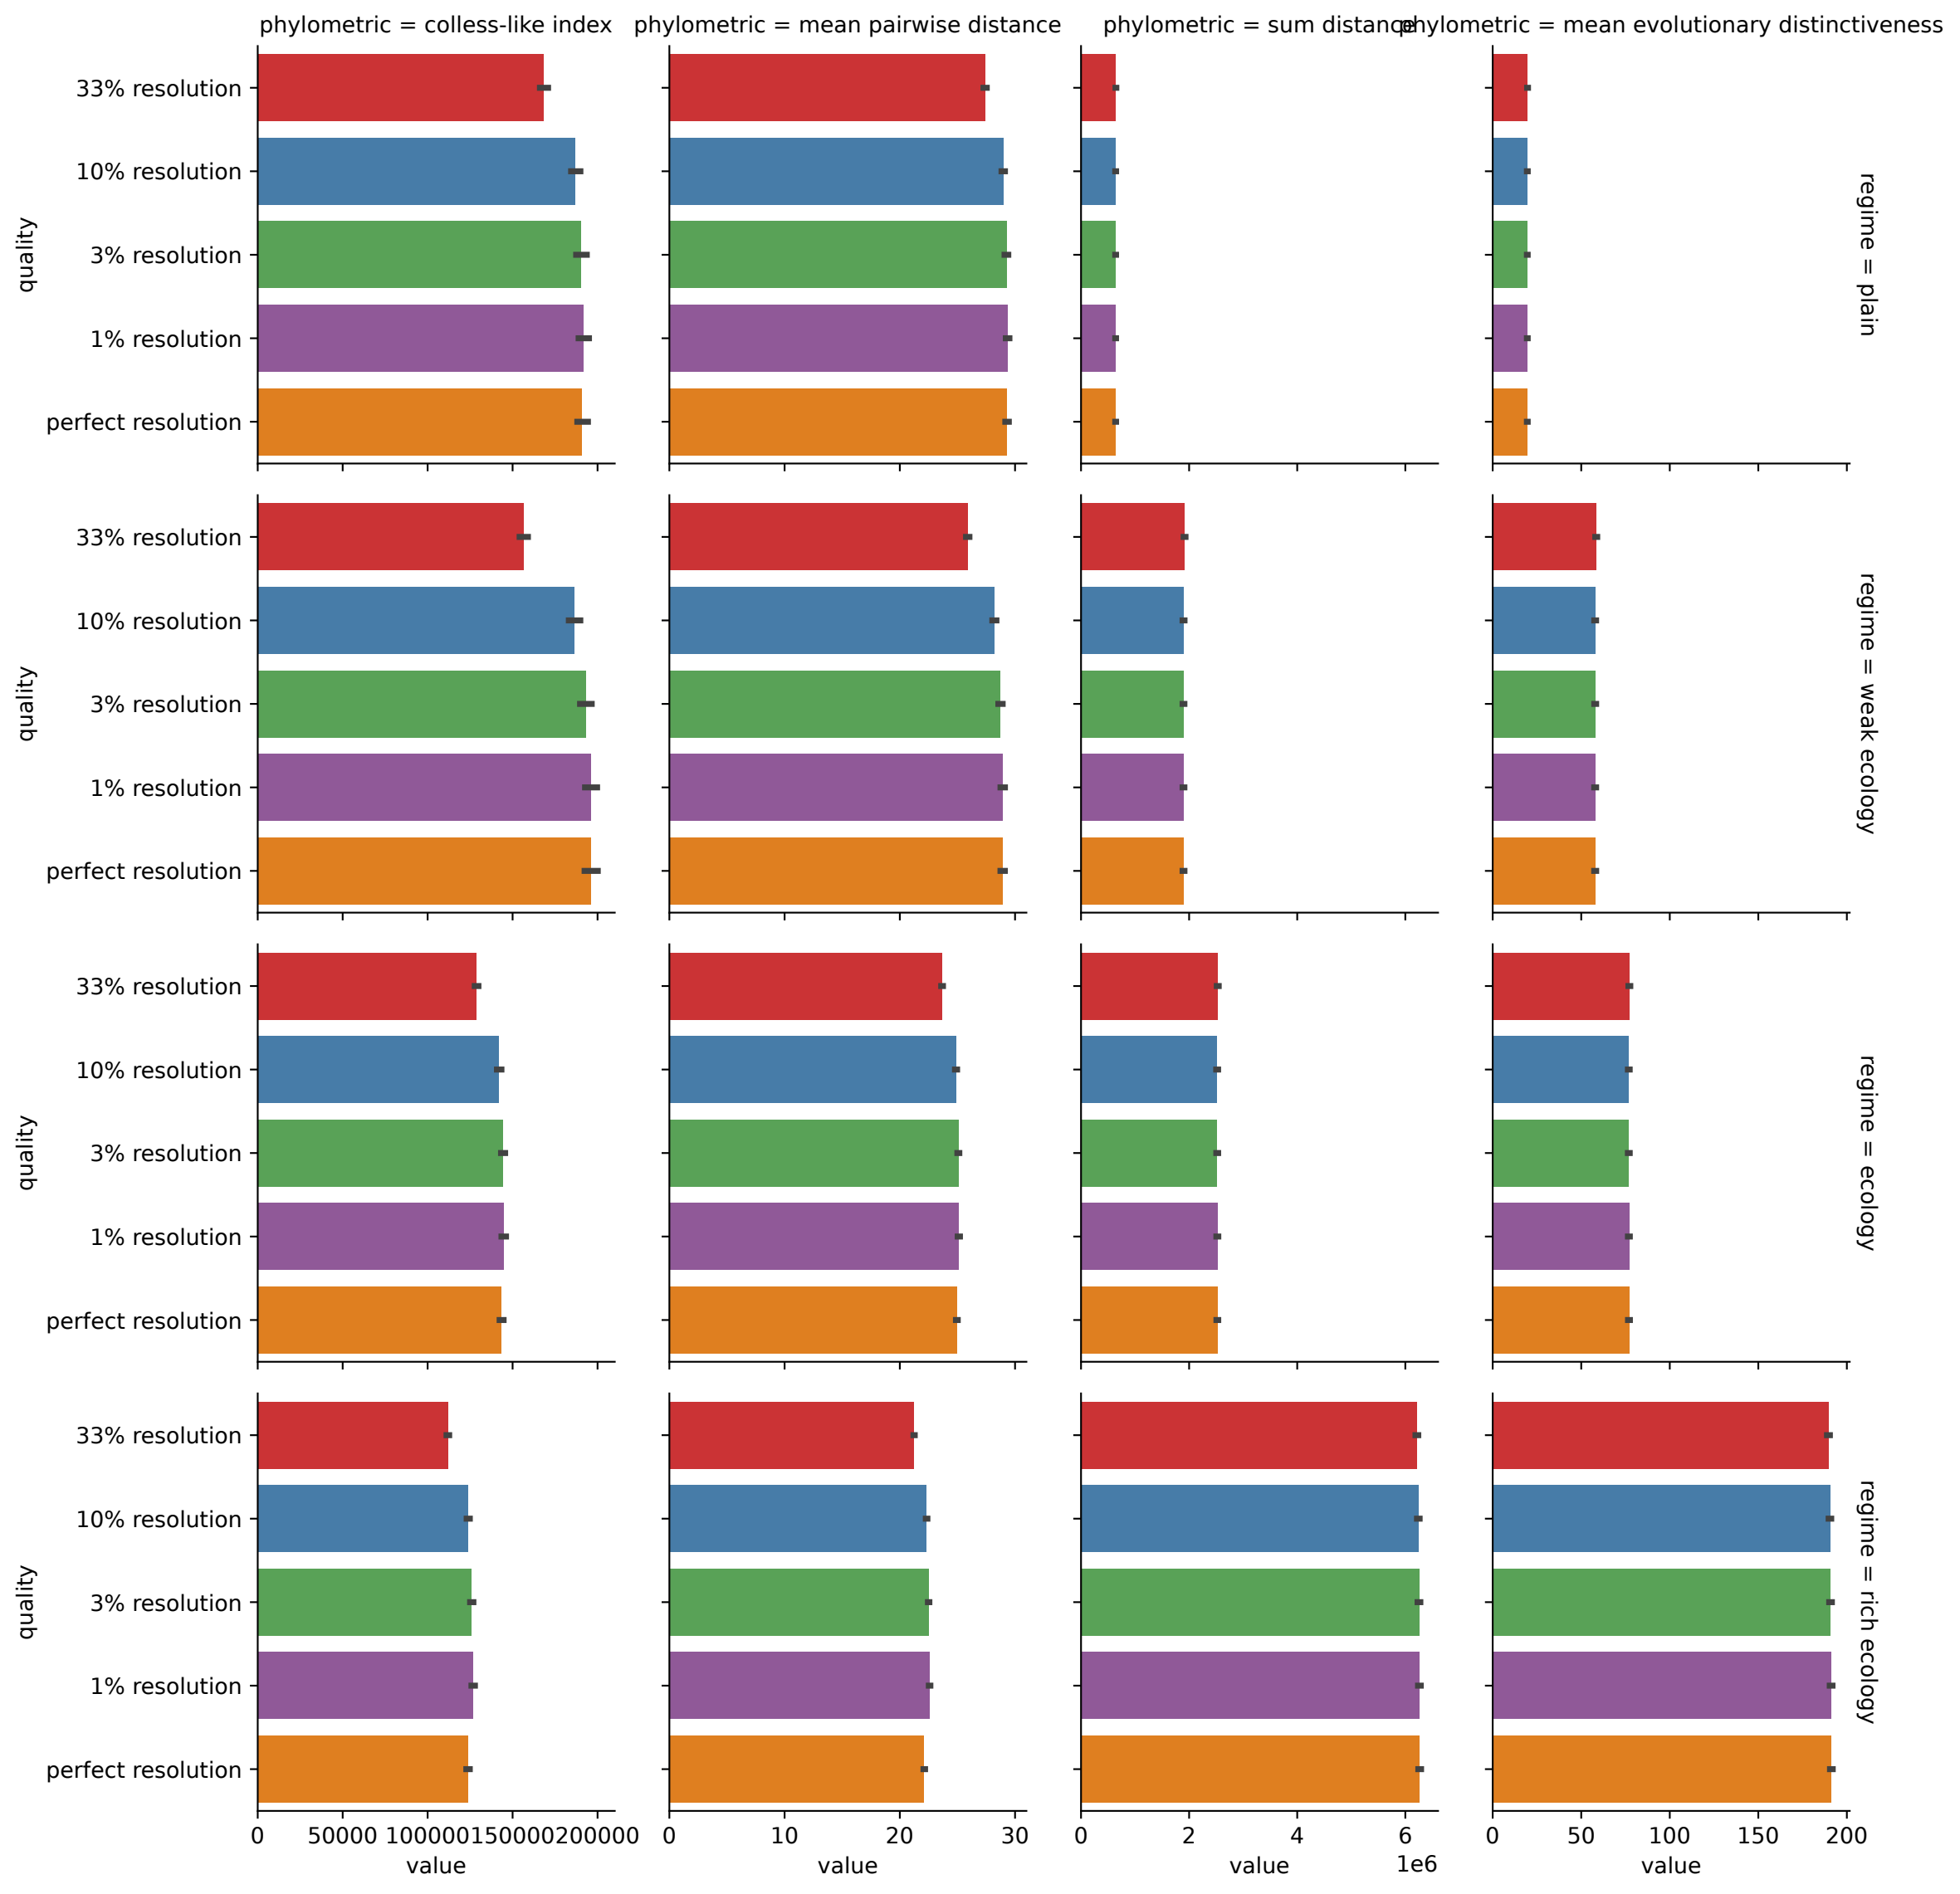 phylometric = colless-like index
phylometric = mean pairwise distance
phylometric = sum distance
phylometric = mean evolutionary distinctiveness
quality
33% resolution
10% resolution
3% resolution
1% resolution
perfect resolution
regime = plain
quality
33% resolution
10% resolution
3% resolution
1% resolution
perfect resolution
regime = weak ecology
quality
33% resolution
10% resolution
3% resolution
1% resolution
perfect resolution
regime = ecology
quality
33% resolution
10% resolution
3% resolution
1% resolution
perfect resolution
regime = rich ecology
0 50000 100000 150000 200000
0 10 20 30
0 2 4 6
0 50 100 150 200
1e6
value
value
value
value